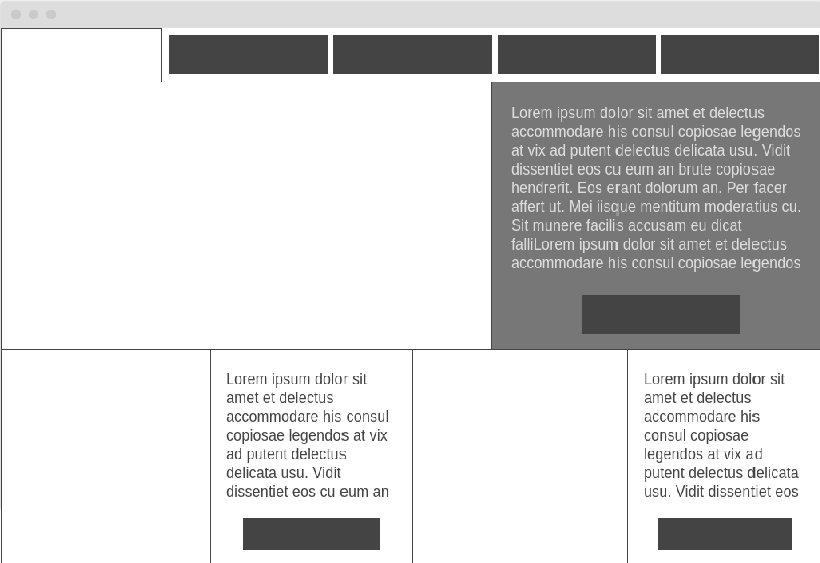 Lorem ipsum dolor sit amet et delectus
accommodare his consul copiosae legendos
at vix ad putent delectus delicata usu. Vidit
dissentiet eos cu eum an brute copiosae
hendrerit. Eos erant dolorum an. Per facer
affert ut. Mei iisque mentitum moderatius cu.
Sit munere facilis accusam eu dicat
falliLorem ipsum dolor sit amet et delectus
accommodare his consul copiosae legendos
Lorem ipsum dolor sit
amet et delectus
accommodare his consul
copiosae legendos at vix
ad putent delectus
delicata usu. Vidit
dissentiet eos cu eum an
Lorem ipsum dolor sit
amet et delectus
accommodare his
consul copiosae
legendos at vix ad
putent delectus delicata
usu. Vidit dissentiet eos